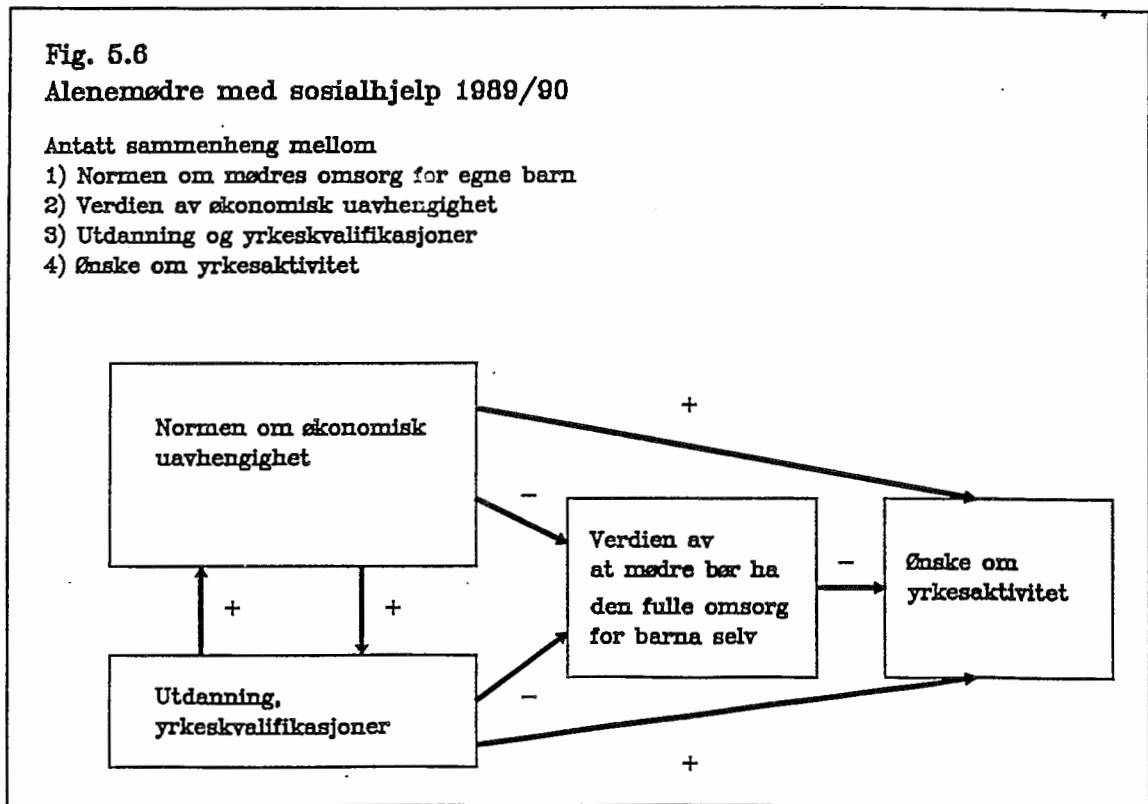 Fig. 5.6
Alenemødre med sosialhjelp 1989/90
Antatt sammenheng mellom
1) Normen om mødres omsorg for egne barn
2) Verdien av økonomisk uavhengighet
3) Utdanning og yrkeskvalifikasjoner
4) Ønske om yrkesaktivitet
+
Normen om økonomisk
uavhengighet
-
Verdien av
at mødre bør ha
den fulle omsorg
for barna selv
-
Ønske om
yrkesaktivitet
+
+
Utdanning,
yrkeskvalifikasjoner
-
+